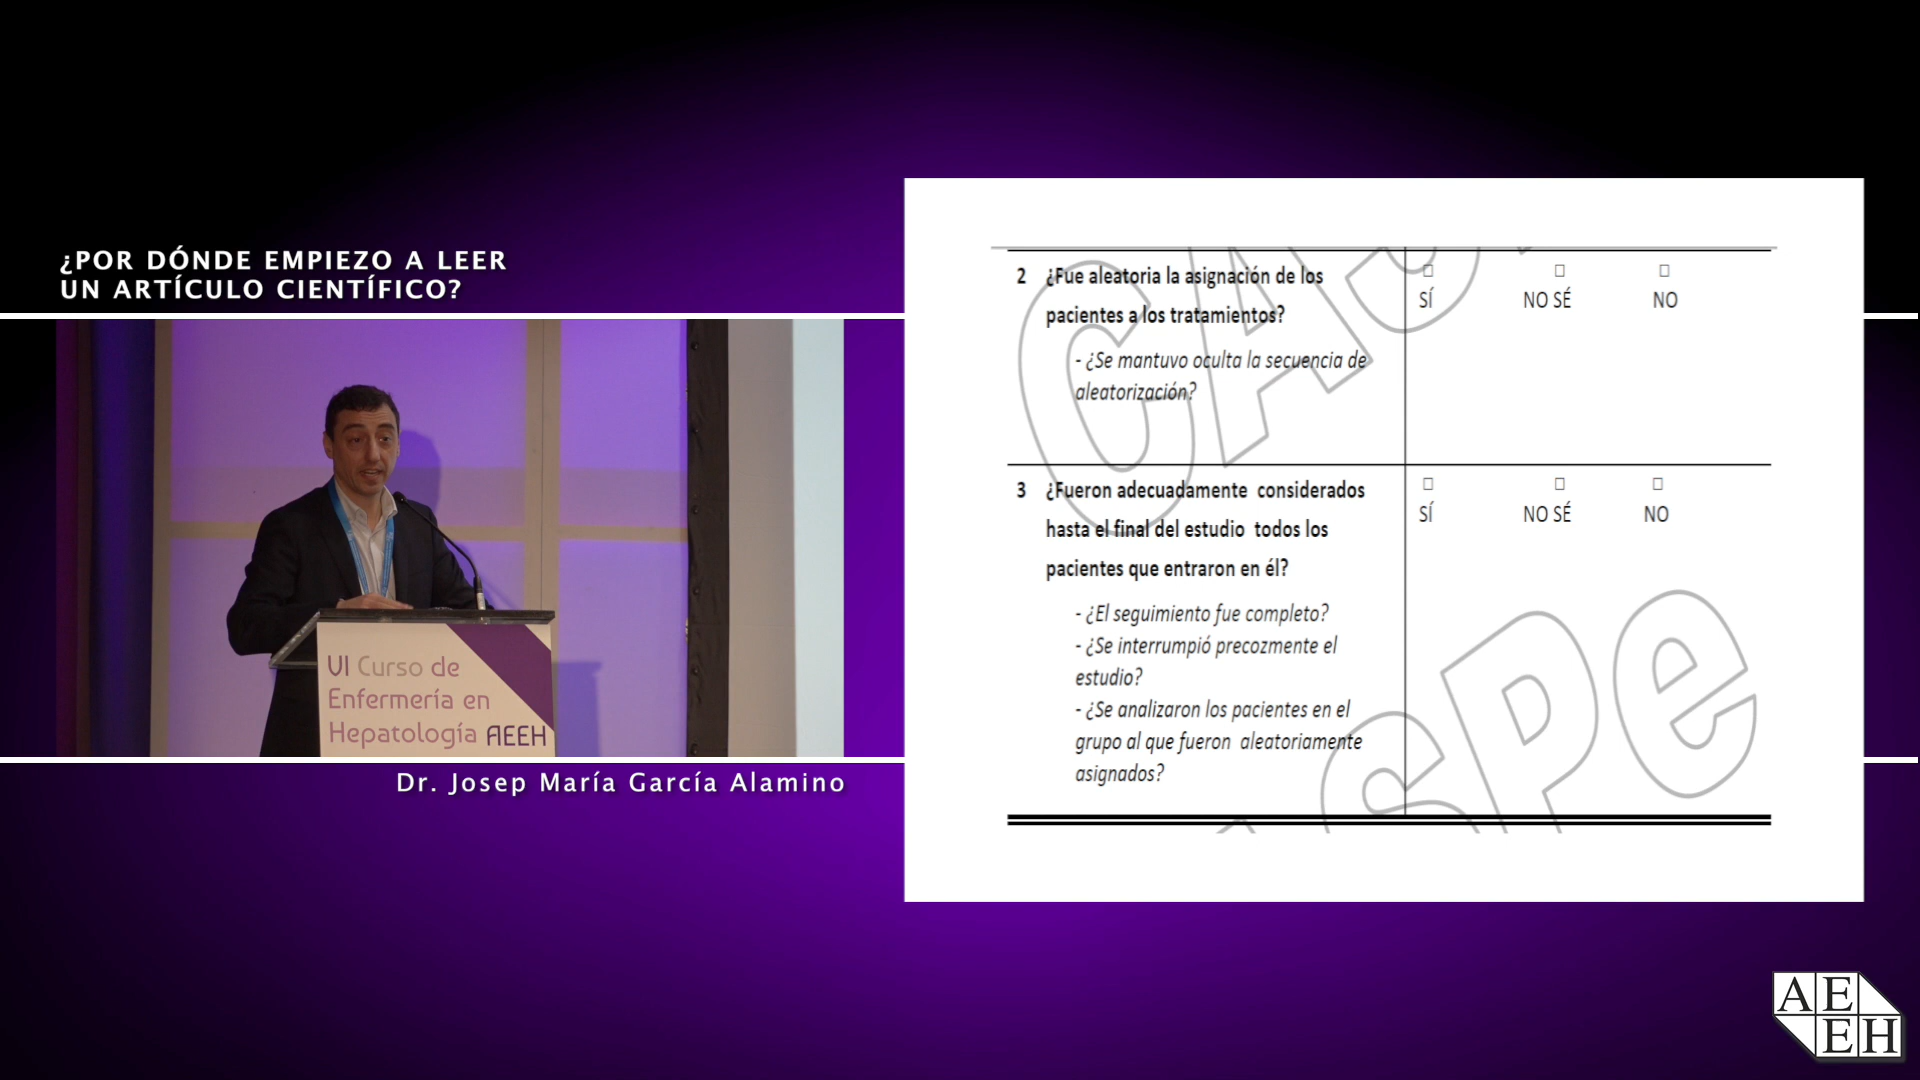 ¿POR DÓNDE EMPIEZO A LEER
UN ARTÍCULO CIENTÍFICO?
VI Curso de
Enfermería en
Hepatología AEEH
Dr. Josep María García Alamino
2 ¿Fue aleatoria la asignación de los
pacientes a los tratamientos?
- ¿Se mantuvo oculta la secuencia de
aleatorización?
SÍ NO SÉ NO
3 ¿Fueron adecuadamente considerados
hasta el final del estudio todos los
pacientes que entraron en él?
- ¿El seguimiento fue completo?
- ¿Se interrumpió precozmente el
estudio?
- ¿Se analizaron los pacientes en el
grupo al que fueron aleatoriamente
asignados?
SÍ NO SÉ NO
AE
EH